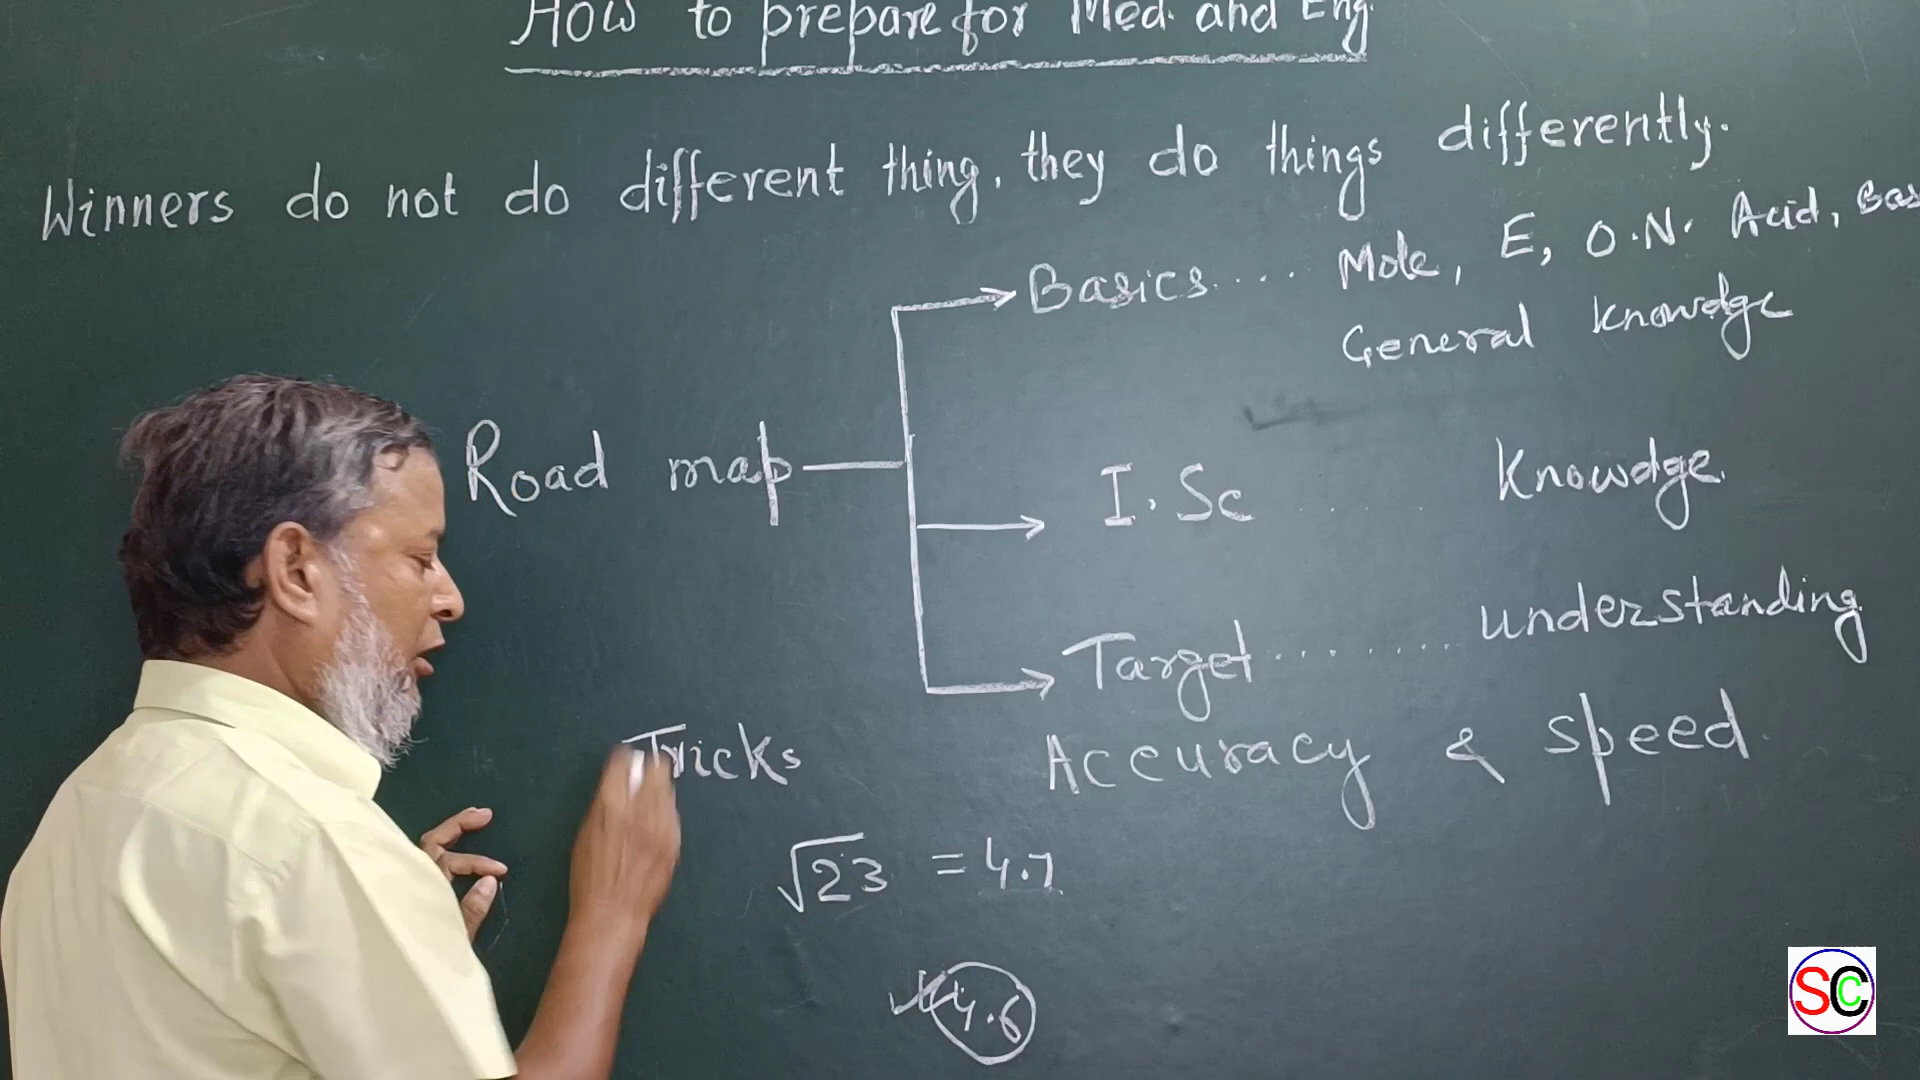 How to prepare for Med. and Eng.
Winners do not do different thing, they do things differently.
Basics .... Mole, E, O.N. Acid, Bas
General Knowdge
Road map
I.Sc ..... Knowdge
Target ......... understanding
Tricks
Accuracy & speed
√23 = 4.7
4.6
SC